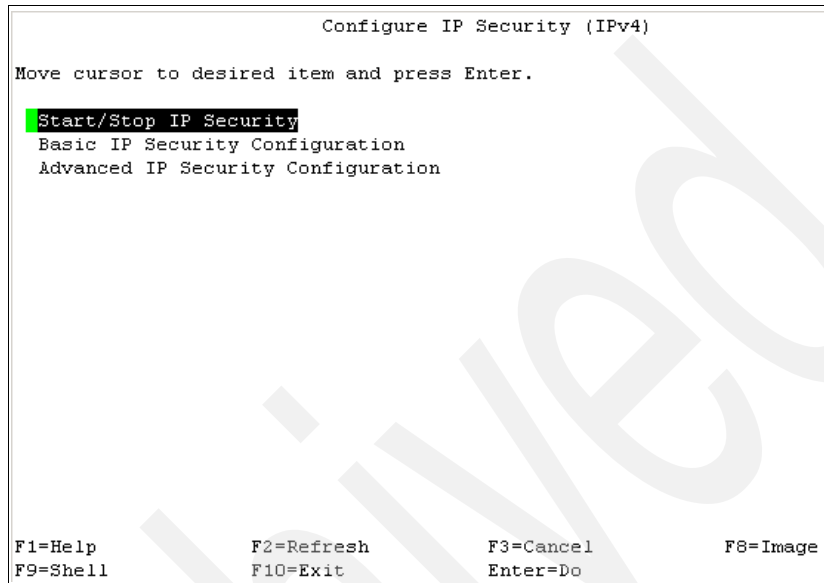 Configure IP Security (IPv4)
Move cursor to desired item and press Enter.
Start/Stop IP Security
Basic IP Security Configuration
Advanced IP Security Configuration
F1=Help F2=Refresh F3=Cancel F8=Image
F9=Shell F10=Exit Enter=Do